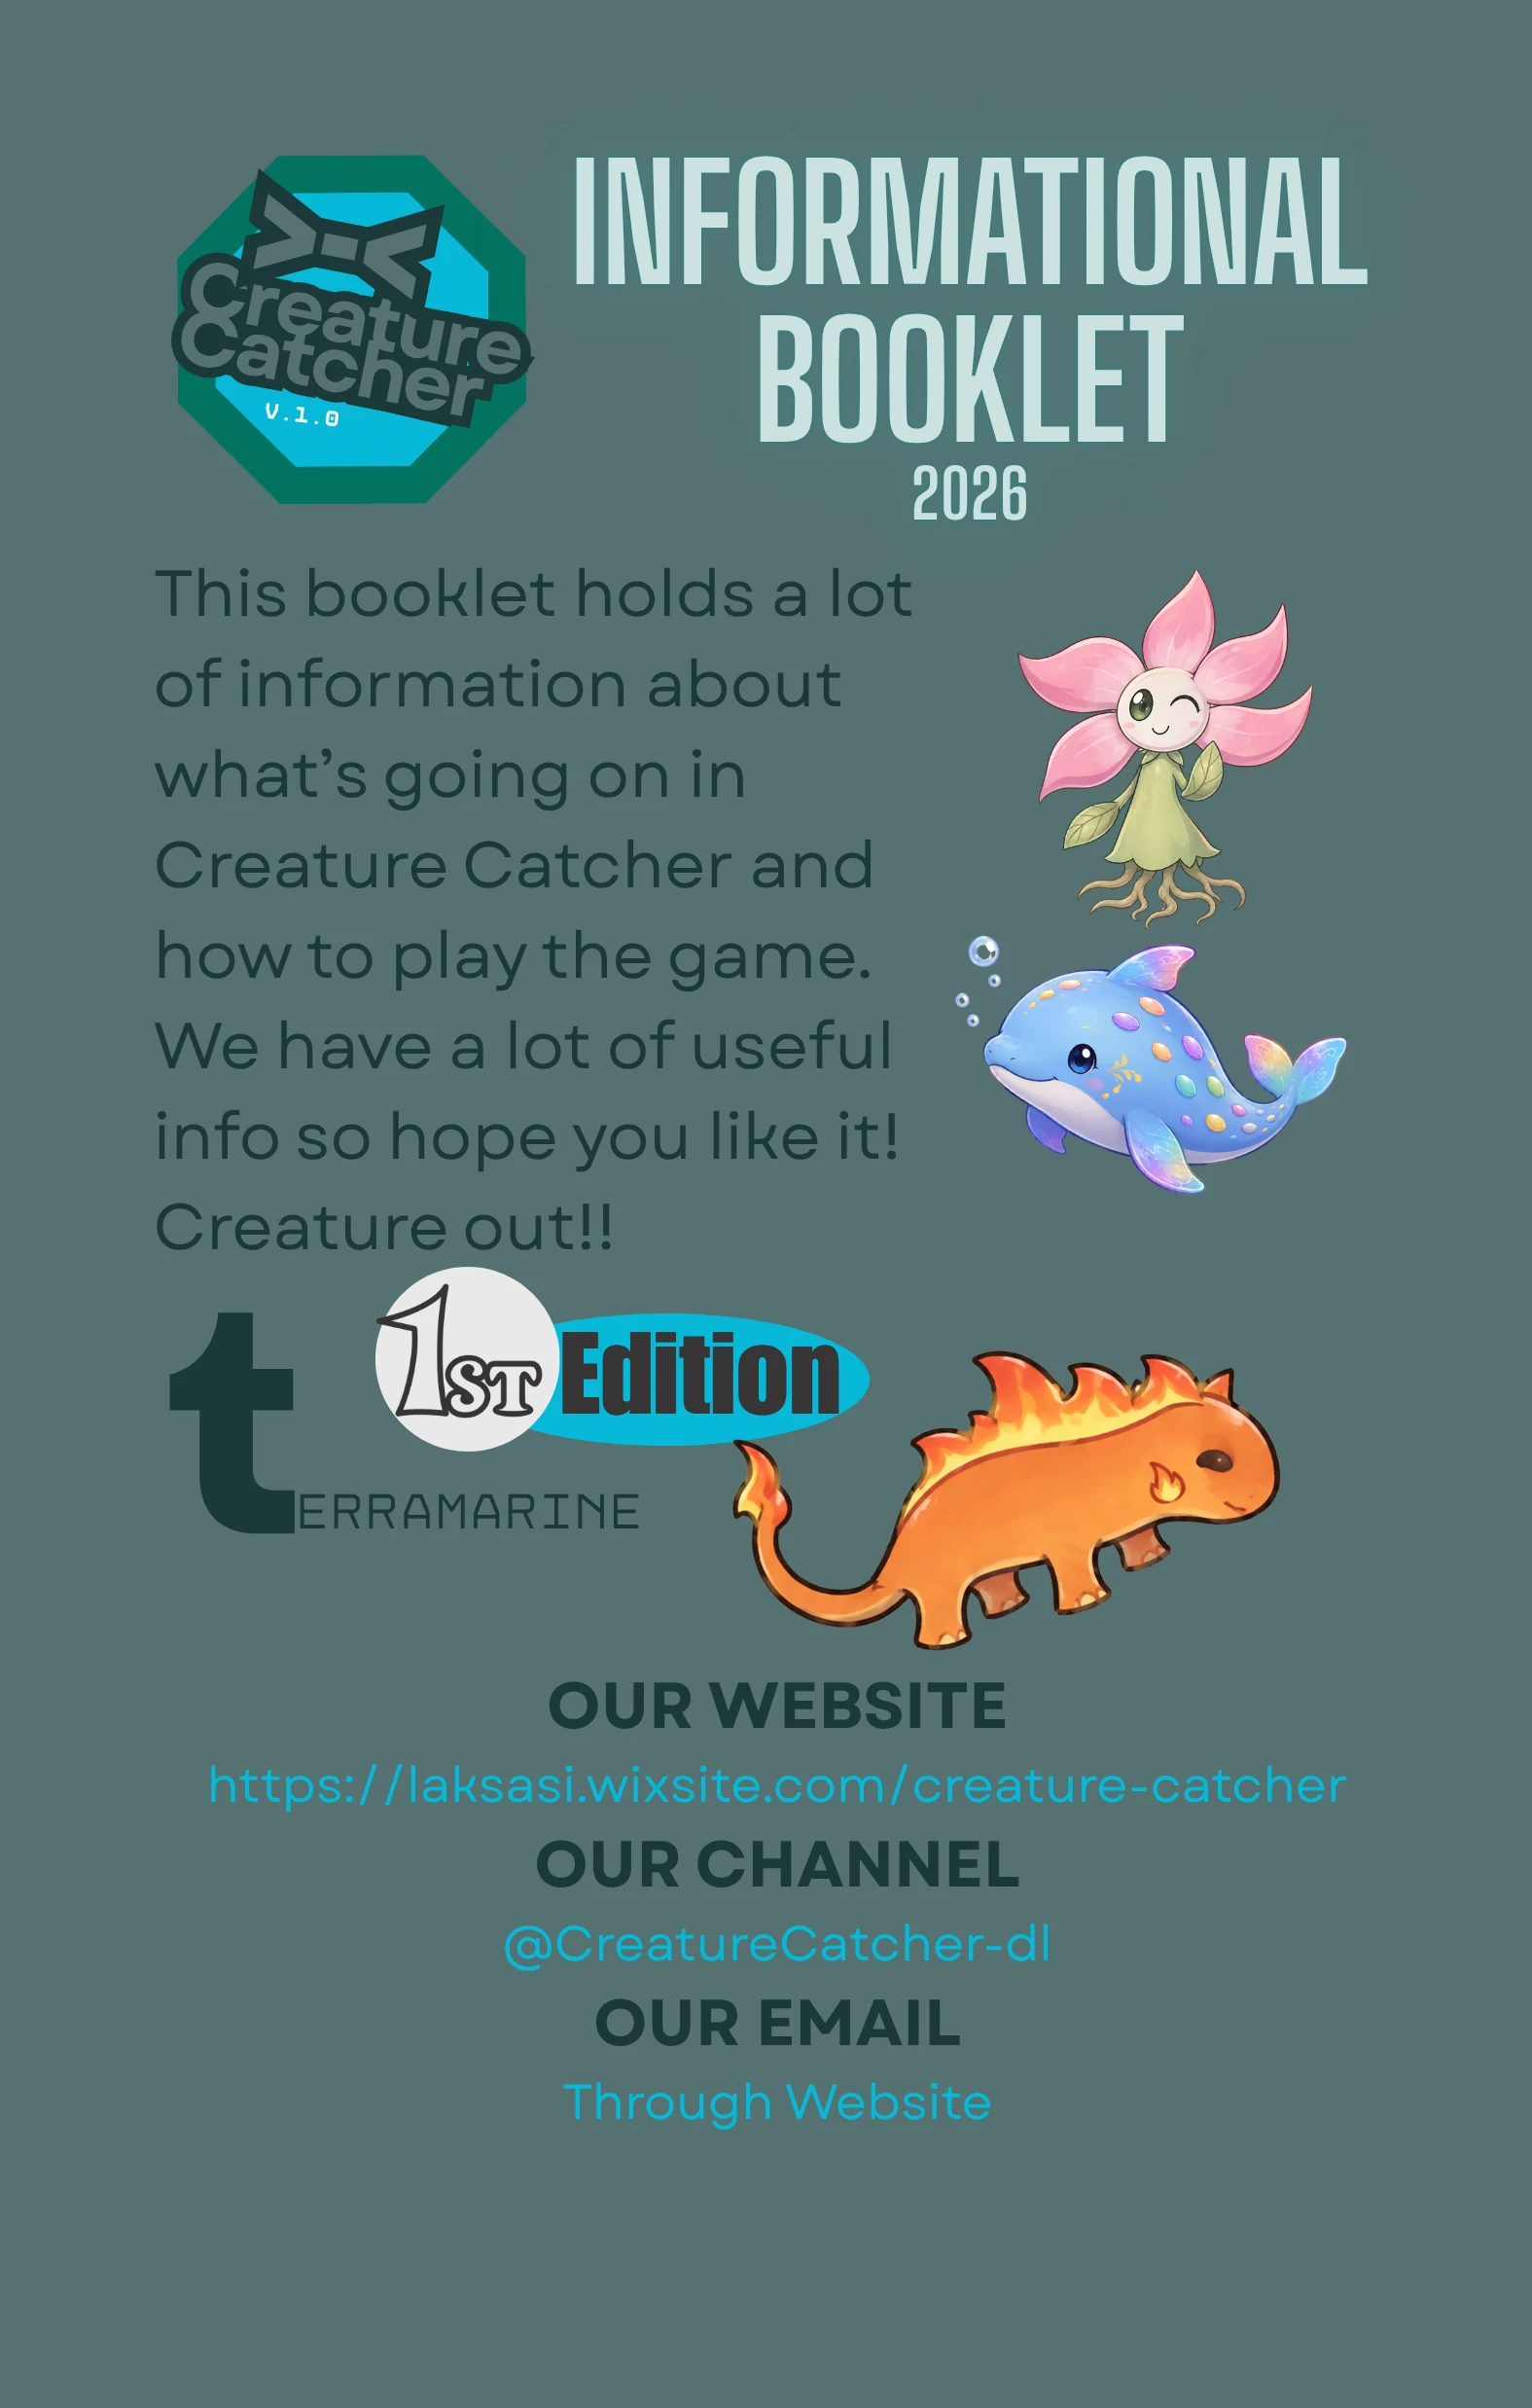 Creature
Catcher
V.1.0
INFORMATIONAL
BOOKLET
2026
This booklet holds a lot
of information about
what’s going on in
Creature Catcher and
how to play the game.
We have a lot of useful
info so hope you like it!
Creature out!!
1ST Edition
tERRAMARINE
OUR WEBSITE
https://laksasi.wixsite.com/creature-catcher
OUR CHANNEL
@CreatureCatcher-dl
OUR EMAIL
Through Website